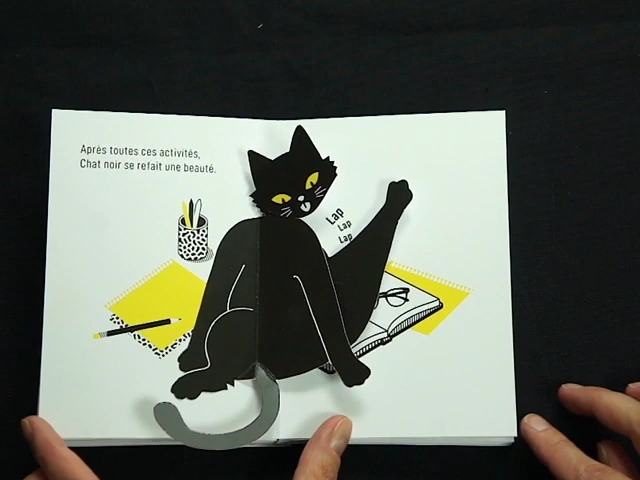 Après toutes ces activités,
Chat noir se refait une beauté.
Lap
Lap
Lap